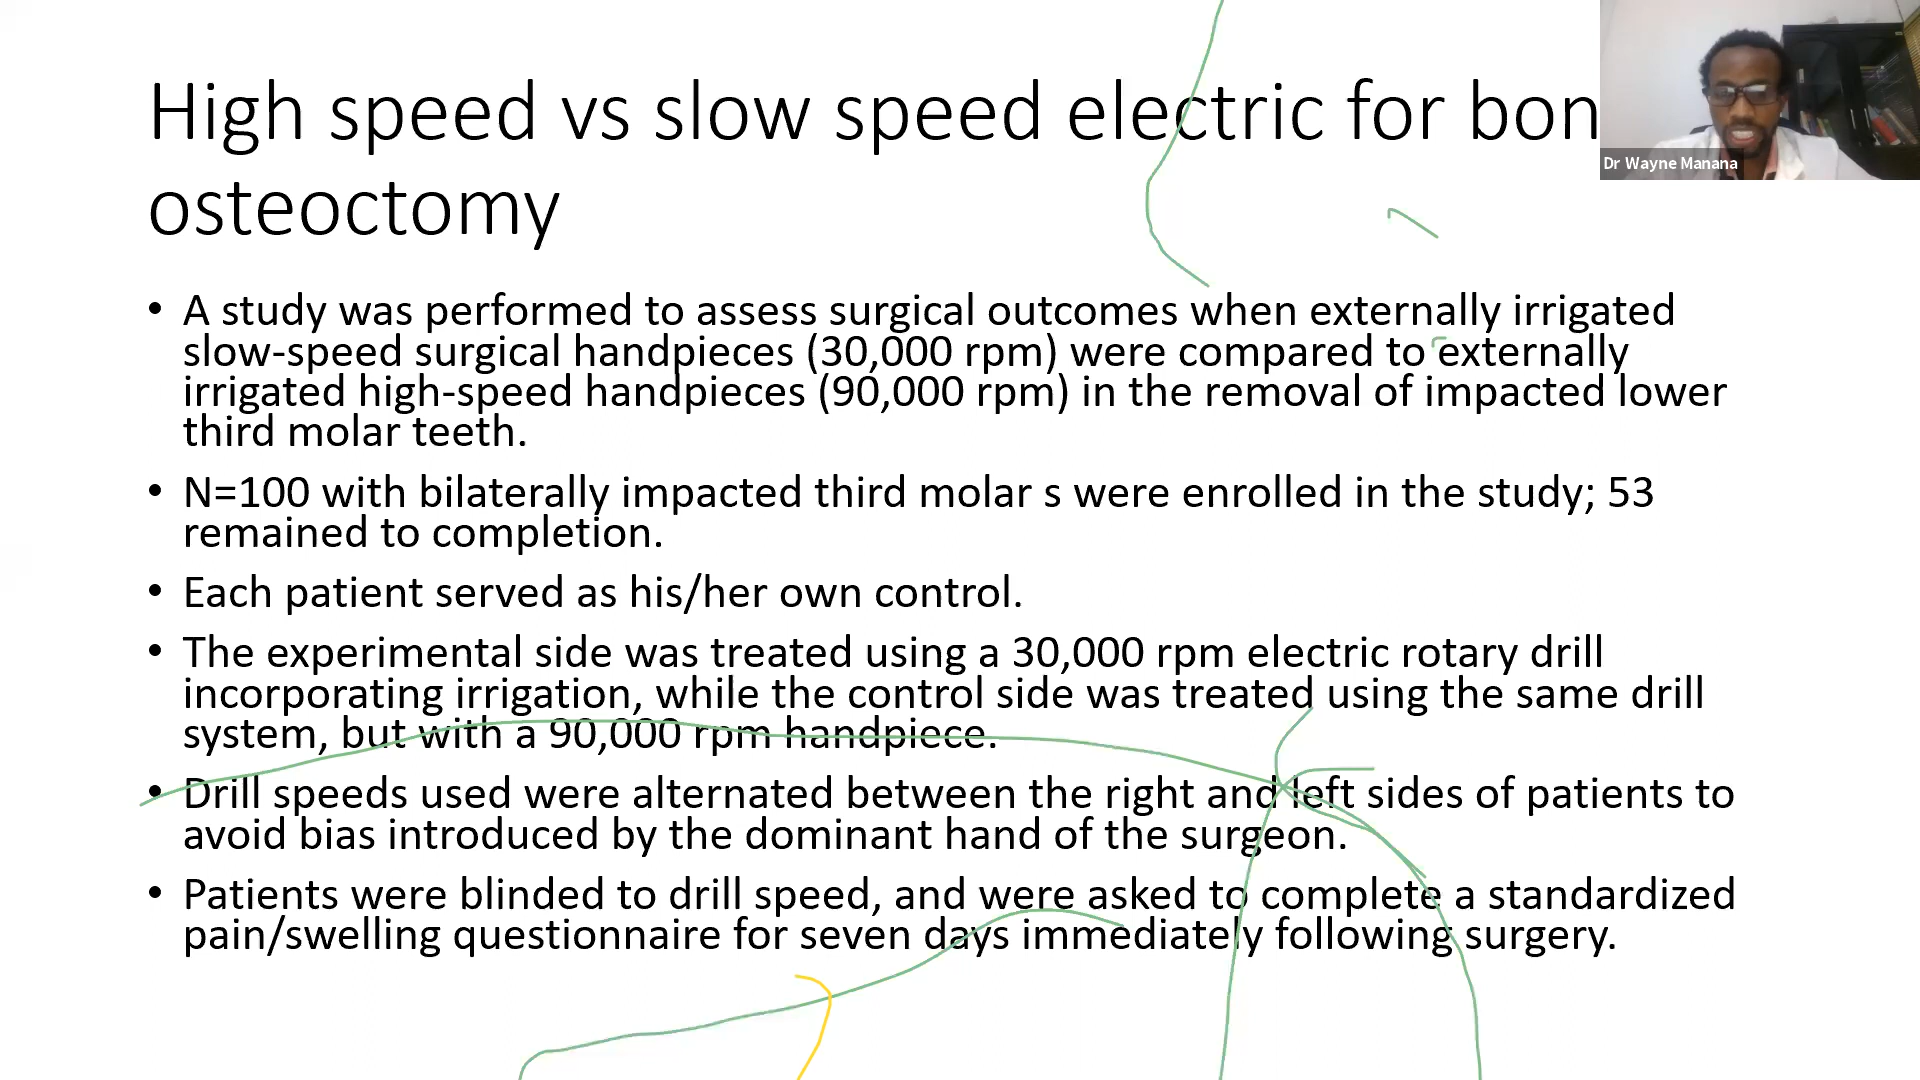 High speed vs slow speed electric for bon
osteoctomy
Dr Wayne Manana
• A study was performed to assess surgical outcomes when externally irrigated
slow-speed surgical handpieces (30,000 rpm) were compared to externally
irrigated high-speed handpieces (90,000 rpm) in the removal of impacted lower
third molar teeth.
• N=100 with bilaterally impacted third molar s were enrolled in the study; 53
remained to completion.
• Each patient served as his/her own control.
• The experimental side was treated using a 30,000 rpm electric rotary drill
incorporating irrigation, while the control side was treated using the same drill
system, but with a 90,000 rpm handpiece.
• Drill speeds used were alternated between the right and left sides of patients to
avoid bias introduced by the dominant hand of the surgeon.
• Patients were blinded to drill speed, and were asked to complete a standardized
pain/swelling questionnaire for seven days immediately following surgery.